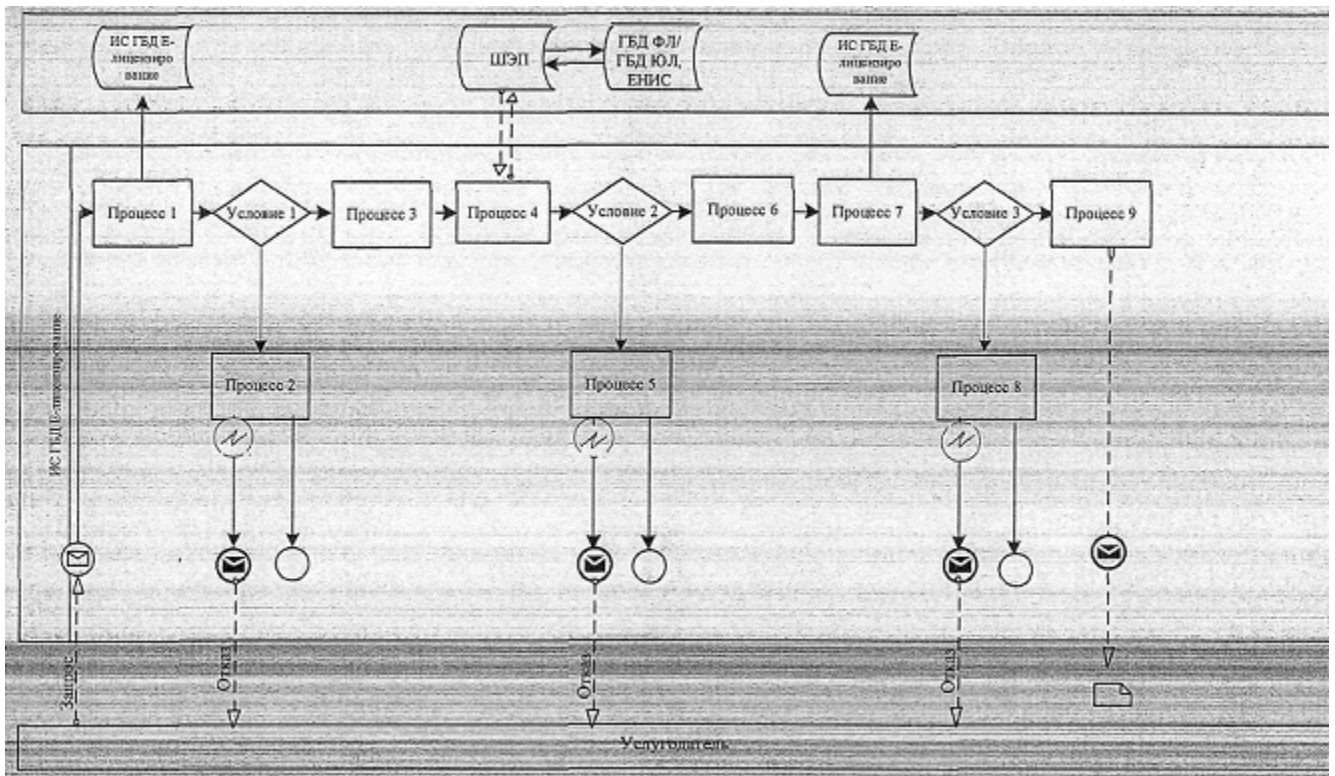 ИС ГБД Е-
лицензиро
вание
ШЭП
ГБД ФЛ/
ГБД ЮЛ,
ЕНИС
ИС ГБД Е-
лицензиро
вание
Процесс 1
Условие 1
Процесс 3
Процесс 4
Условие 2
Процесс 6
Процесс 7
Условие 3
Процесс 9
ИС ГБД Е-лицензирование
Процесс 2
Процесс 5
Процесс 8
Запрос
Отказ
Отказ
Отказ
Услугодатель